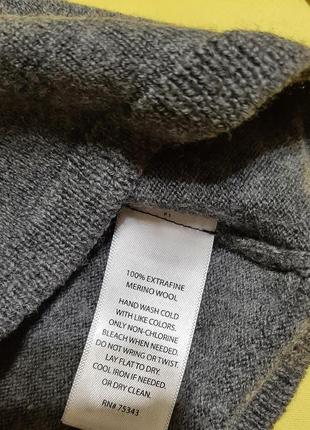 100% EXTRAFINE
MERINO WOOL
HAND WASH COLD
WITH LIKE COLORS.
ONLY NON-CHLORINE
BLEACH WHEN NEEDED.
DO NOT WRING OR TWIST.
LAY FLAT TO DRY.
COOL IRON IF NEEDED.
OR DRY CLEAN.
RN# 75343